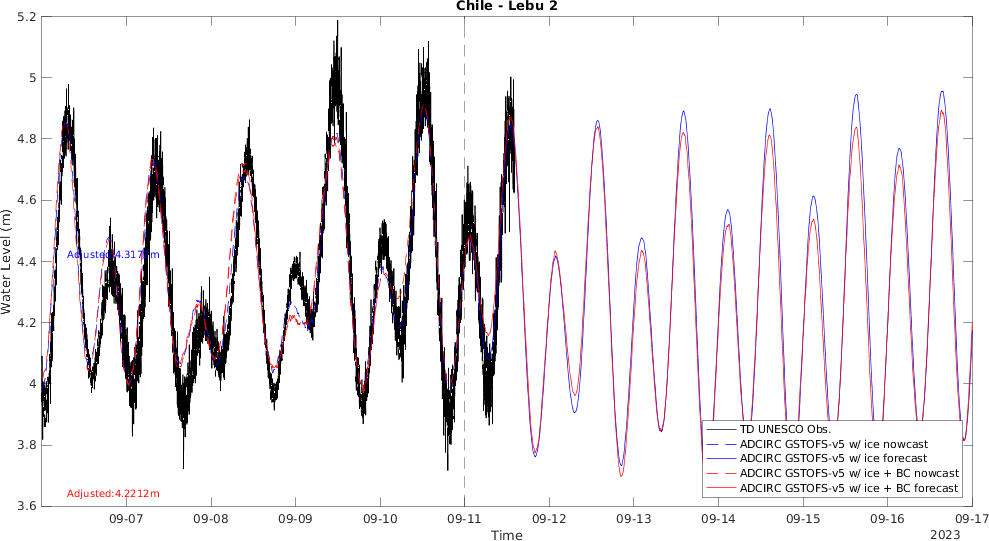 Chile - Lebu 2
5.2
5
4.8
4.6
4.4
4.2
4
3.8
3.6
Water Level (m)
Adjusted:4.317 m
Adjusted:4.2212m
TD UNESCO Obs.
ADCIRC GSTOFS-v5 w/ ice nowcast
ADCIRC GSTOFS-v5 w/ ice forecast
ADCIRC GSTOFS-v5 w/ ice + BC nowcast
ADCIRC GSTOFS-v5 w/ ice + BC forecast
09-07 09-08 09-09 09-10 09-11 09-12 09-13 09-14 09-15 09-16 09-17
Time
2023